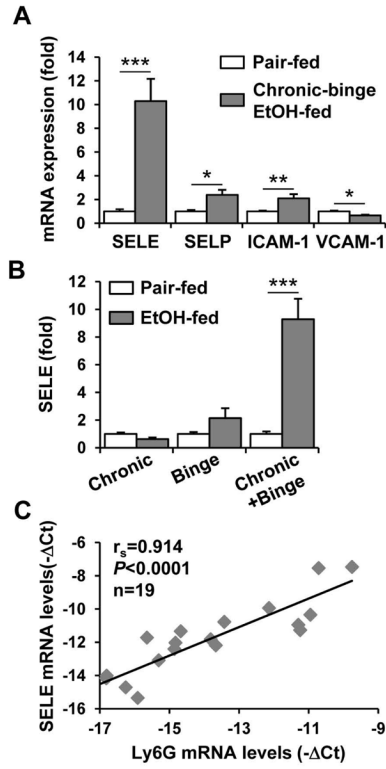 A
mRNA expression (fold)
14
12
10
8
6
4
2
0
***
*
**
*
Pair-fed
Chronic-binge
EtOH-fed
SELE SELP ICAM-1 VCAM-1
B
SELE (fold)
12
10
8
6
4
2
0
Pair-fed
EtOH-fed
***
Chronic
Binge
Chronic
+Binge
C
SELE mRNA levels(-ΔCt)
-6
-8
-10
-12
-14
-16
rs=0.914
P<0.0001
n=19
-17 -15 -13 -11 -9
Ly6G mRNA levels (-ΔCt)